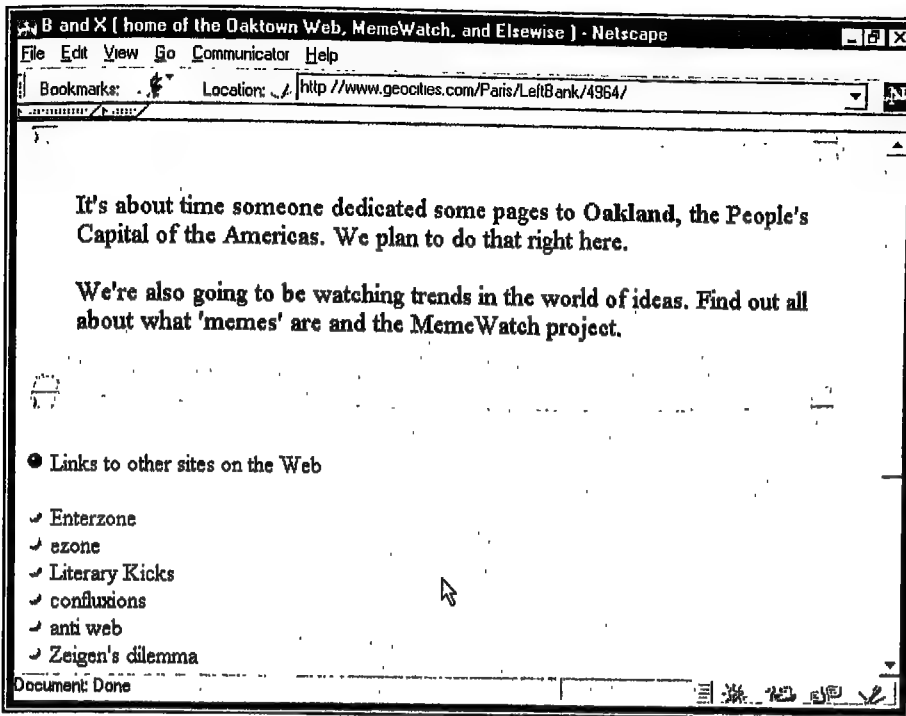 B and X ( home of the Oaktown Web, MemeWatch, and Elsewise ) - Netscape
File Edit View Go Communicator Help
Bookmarks: Location: http //www.geocities.com/Paris/LeftBank/4964/
It's about time someone dedicated some pages to Oakland, the People's
Capital of the Americas. We plan to do that right here.
We're also going to be watching trends in the world of ideas. Find out all
about what 'memes' are and the MemeWatch project.
Links to other sites on the Web
Enterzone
ezone
Literary Kicks
confluxions
anti web
Zeigen's dilemma
Document: Done